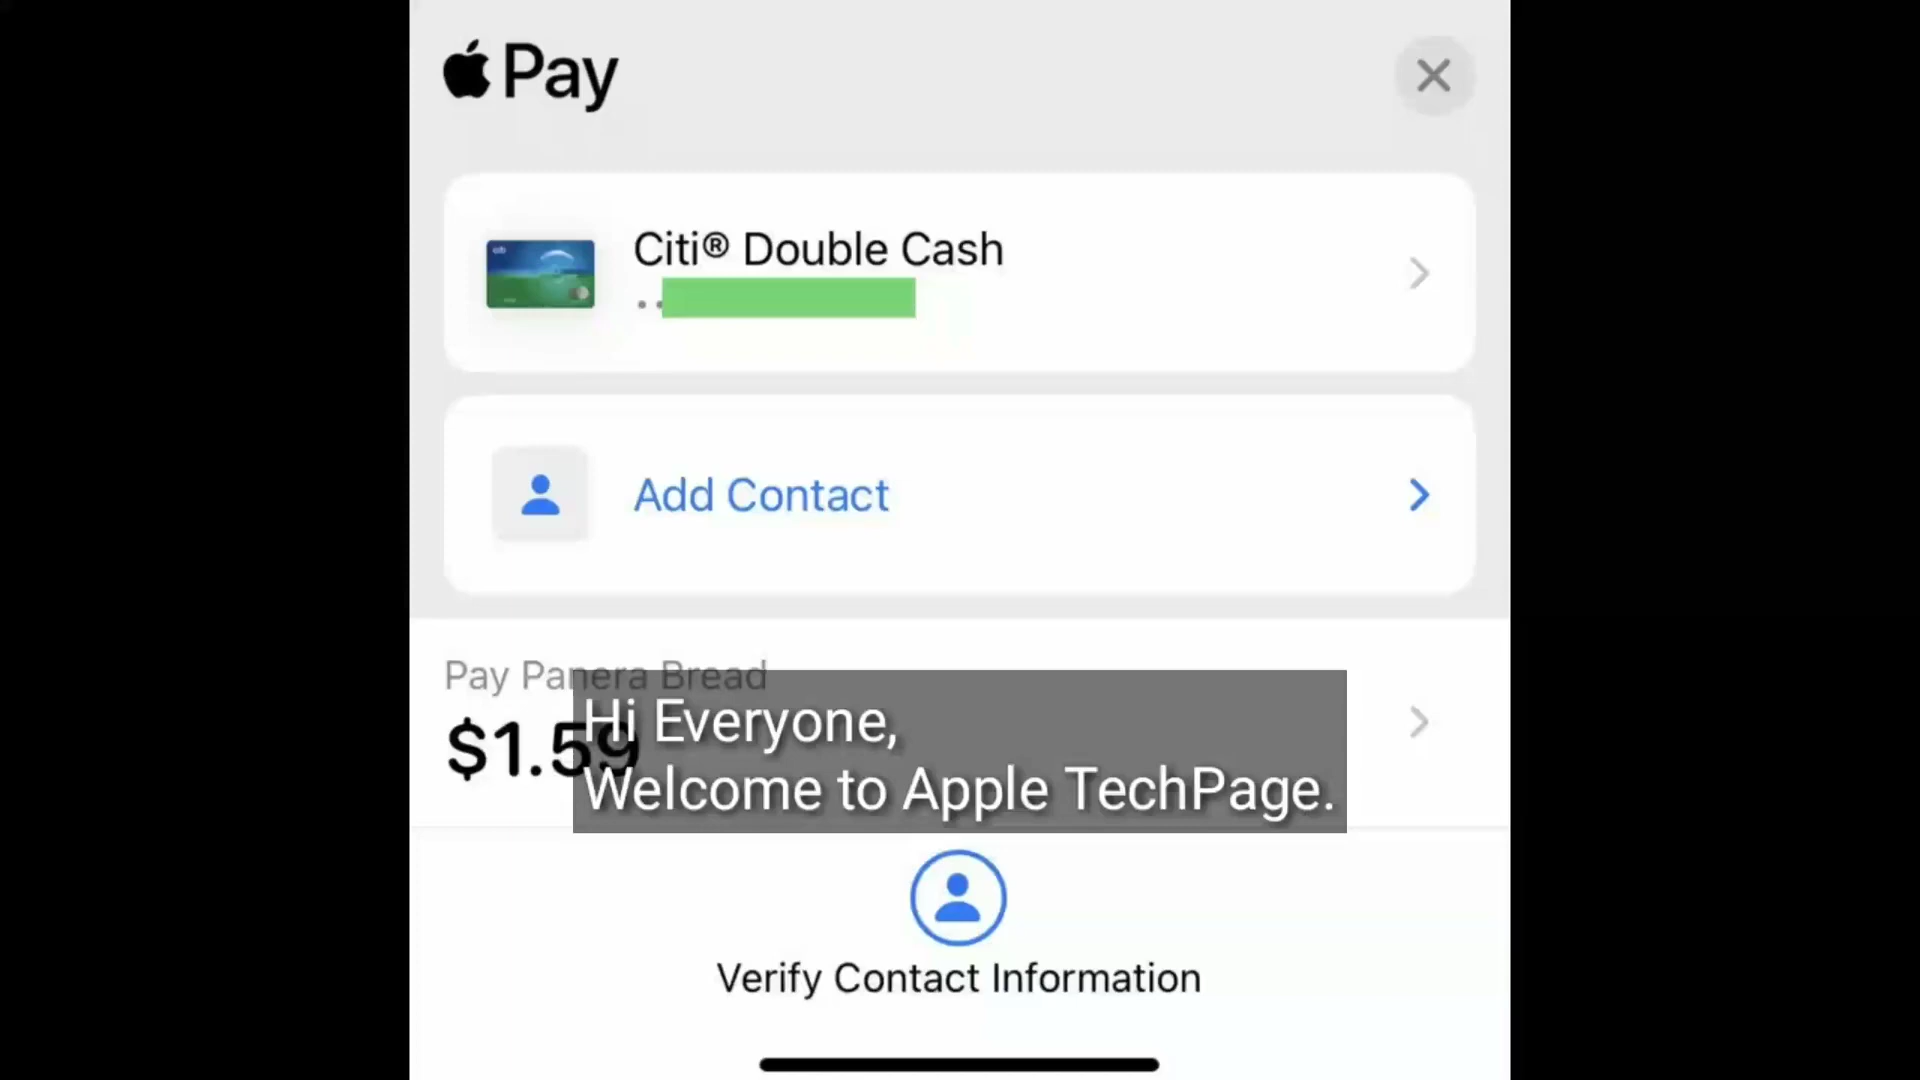 Pay
Citi® Double Cash
Add Contact
Pay Panera Bread
$1.59
Hi Everyone,
Welcome to Apple TechPage.
Verify Contact Information